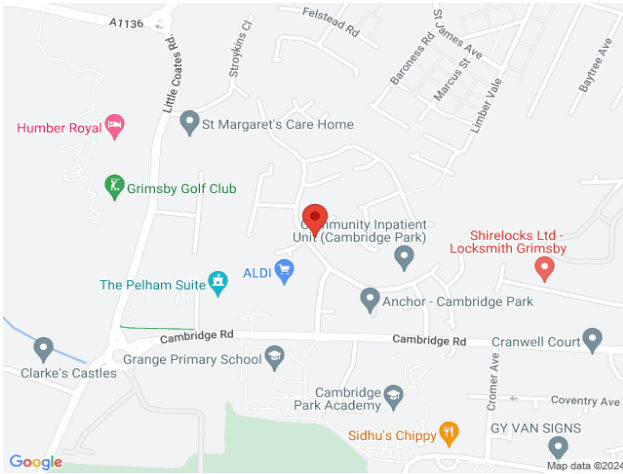 A1136
Felstead Rd
St James Ave
Baroness Rd
Marcus St
Baytree Ave
Little Coates Rd.
Stroykins Cl
Limber Vale
Humber Royal
St Margaret's Care Home
Grimsby Golf Club
Community Inpatient
Unit (Cambridge Park)
Shirelocks Ltd -
Locksmith Grimsby
ALDI
The Pelham Suite
Anchor - Cambridge Park
Cambridge Rd
Cambridge Rd
Cranwell Court
Clarke's Castles
Grange Primary School
Cromer Ave
Cambridge
Park Academy
Coventry Ave
Sidhu's Chippy
GY VAN SIGNS
Google
Map data ©2024